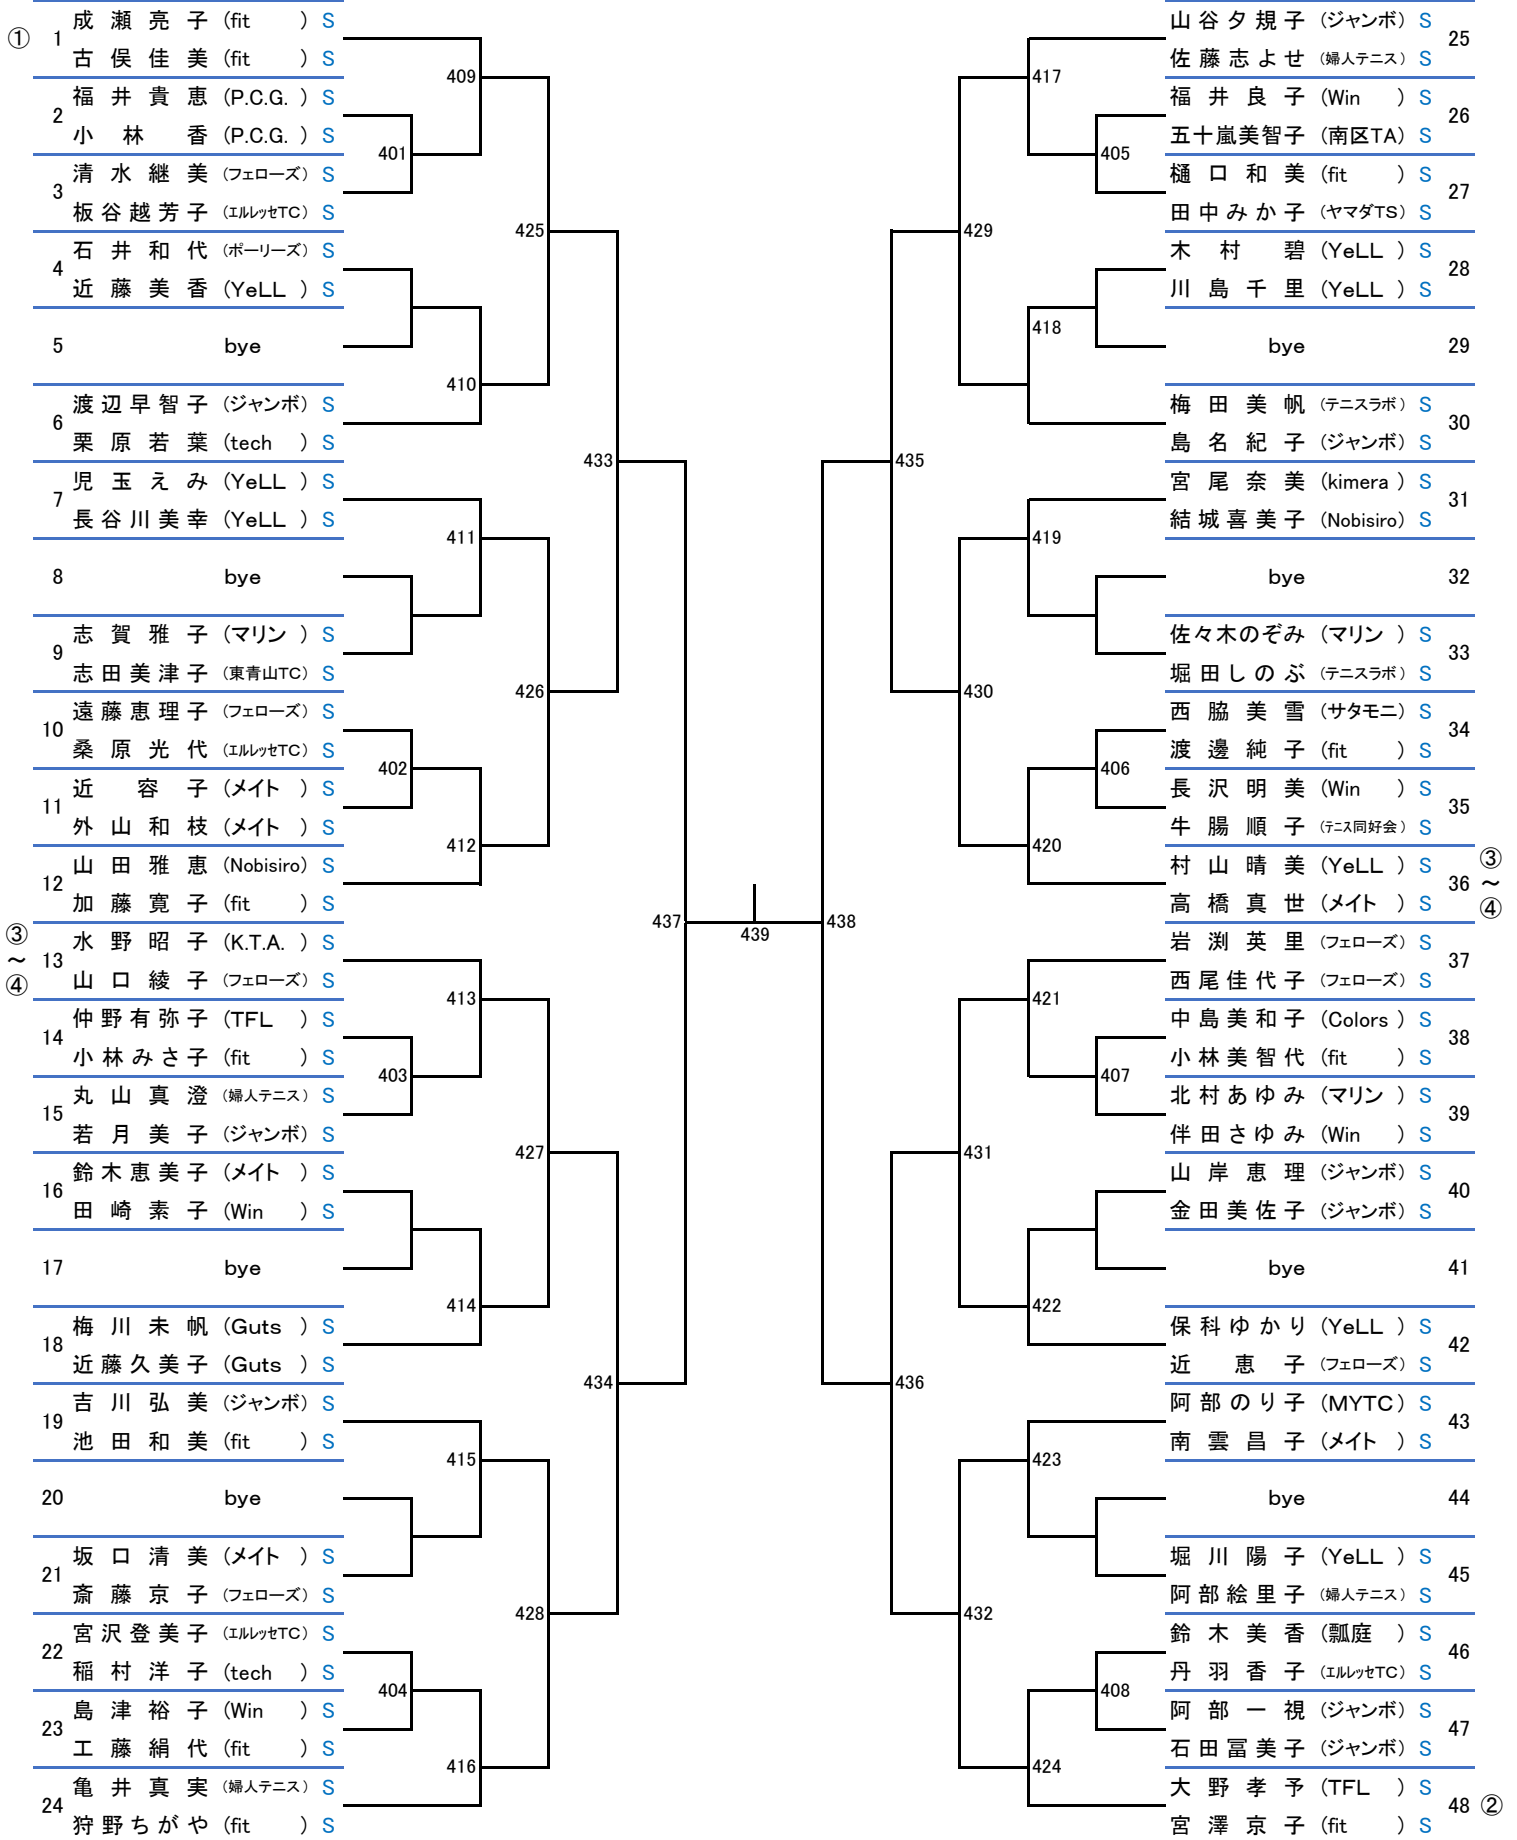 ① 1 成瀬亮子 (fit) S
古俣佳美 (fit) S
2 福井貴恵 (P.C.G.) S
小林香 (P.C.G.) S
3 清水継美 (フェローズ) S
板谷越芳子 (エルレッセTC) S
4 石井和代 (ポーリーズ) S
近藤美香 (YeLL) S
5 bye
6 渡辺早智子 (ジャンボ) S
栗原若葉 (tech) S
7 児玉えみ (YeLL) S
長谷川美幸 (YeLL) S
8 bye
9 志賀雅子 (マリン) S
志田美津子 (東青山TC) S
10 遠藤恵理子 (フェローズ) S
桑原光代 (エルレッセTC) S
11 近容子 (メイト) S
外山和枝 (メイト) S
12 山田雅恵 (Nobisiro) S
加藤寛子 (fit) S
③～④ 13 水野昭子 (K.T.A.) S
山口綾子 (フェローズ) S
14 仲野有弥子 (TFL) S
小林みさ子 (fit) S
15 丸山真澄 (婦人テニス) S
若月美子 (ジャンボ) S
16 鈴木恵美子 (メイト) S
田崎素子 (Win) S
17 bye
18 梅川未帆 (Guts) S
近藤久美子 (Guts) S
19 吉川弘美 (ジャンボ) S
池田和美 (fit) S
20 bye
21 坂口清美 (メイト) S
斎藤京子 (フェローズ) S
22 宮沢登美子 (エルレッセTC) S
稲村洋子 (tech) S
23 島津裕子 (Win) S
工藤絹代 (fit) S
24 亀井真実 (婦人テニス) S
狩野ちがや (fit) S
401
402
403
404
409
410
411
412
413
414
415
416
425
426
427
428
433
434
437
439
438
435
436
429
430
431
432
417
418
419
420
421
422
423
424
405
406
407
408
山谷夕規子 (ジャンボ) S 25
佐藤志よせ (婦人テニス) S
福井良子 (Win) S 26
五十嵐美智子 (南区TA) S
樋口和美 (fit) S 27
田中みか子 (ヤマダTS) S
木村碧 (YeLL) S 28
川島千里 (YeLL) S
bye 29
梅田美帆 (テニスラボ) S 30
島名紀子 (ジャンボ) S
宮尾奈美 (kimera) S 31
結城喜美子 (Nobisiro) S
bye 32
佐々木のぞみ (マリン) S 33
堀田しのぶ (テニスラボ) S
西脇美雪 (サタモニ) S 34
渡邊純子 (fit) S
長沢明美 (Win) S 35
牛腸順子 (テニス同好会) S
村山晴美 (YeLL) S 36 ③～④
高橋真世 (メイト) S
岩渕英里 (フェローズ) S 37
西尾佳代子 (フェローズ) S
中島美和子 (Colors) S 38
小林美智代 (fit) S
北村あゆみ (マリン) S 39
伴田さゆみ (Win) S
山岸恵理 (ジャンボ) S 40
金田美佐子 (ジャンボ) S
bye 41
保科ゆかり (YeLL) S 42
近恵子 (フェローズ) S
阿部のり子 (MYTC) S 43
南雲昌子 (メイト) S
bye 44
堀川陽子 (YeLL) S 45
阿部絵里子 (婦人テニス) S
鈴木美香 (瓢庭) S 46
丹羽香子 (エルレッセTC) S
阿部一視 (ジャンボ) S 47
石田冨美子 (ジャンボ) S
大野孝予 (TFL) S 48 ②
宮澤京子 (fit) S